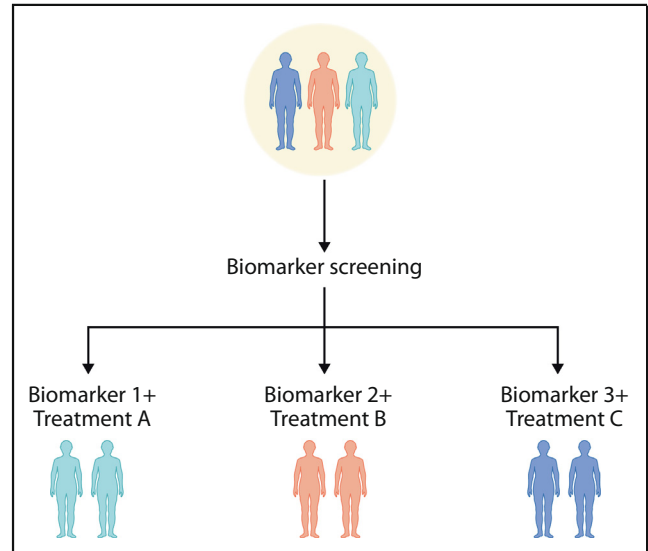 Biomarker screening
Biomarker 1+
Treatment A
Biomarker 2+
Treatment B
Biomarker 3+
Treatment C